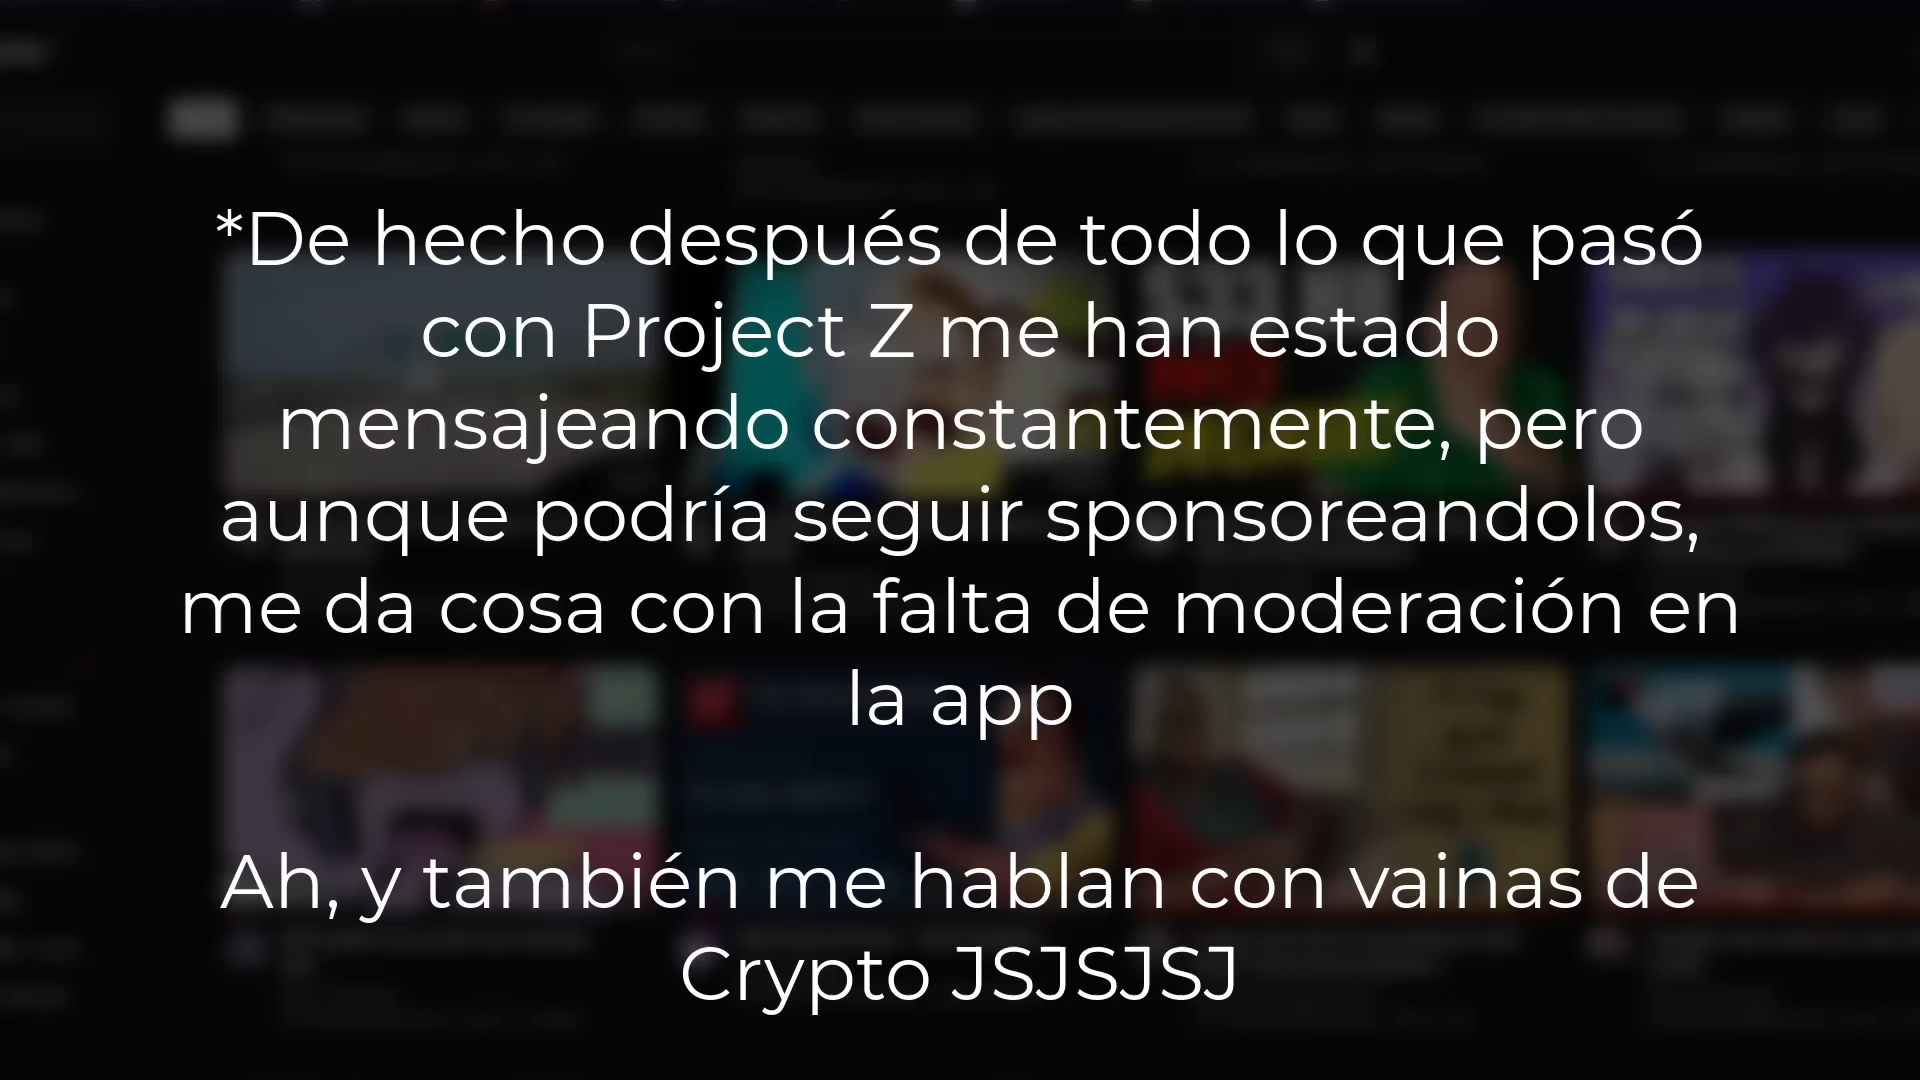 *De hecho después de todo lo que pasó
con Project Z me han estado
mensajeando constantemente, pero
aunque podría seguir sponsoreandolos,
me da cosa con la falta de moderación en
la app
Ah, y también me hablan con vainas de
Crypto JSJSJSJ